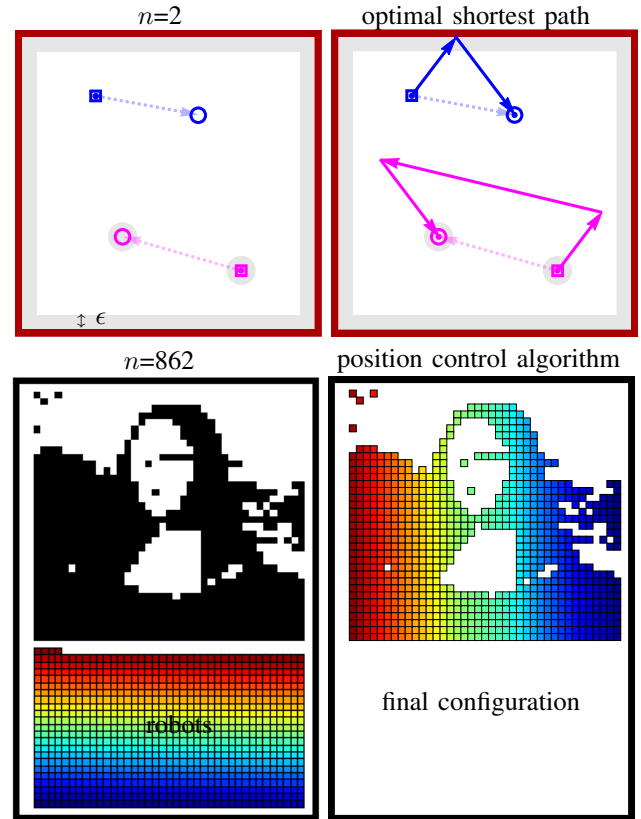 n=2
optimal shortest path
ϵ
n=862
position control algorithm
robots
final configuration